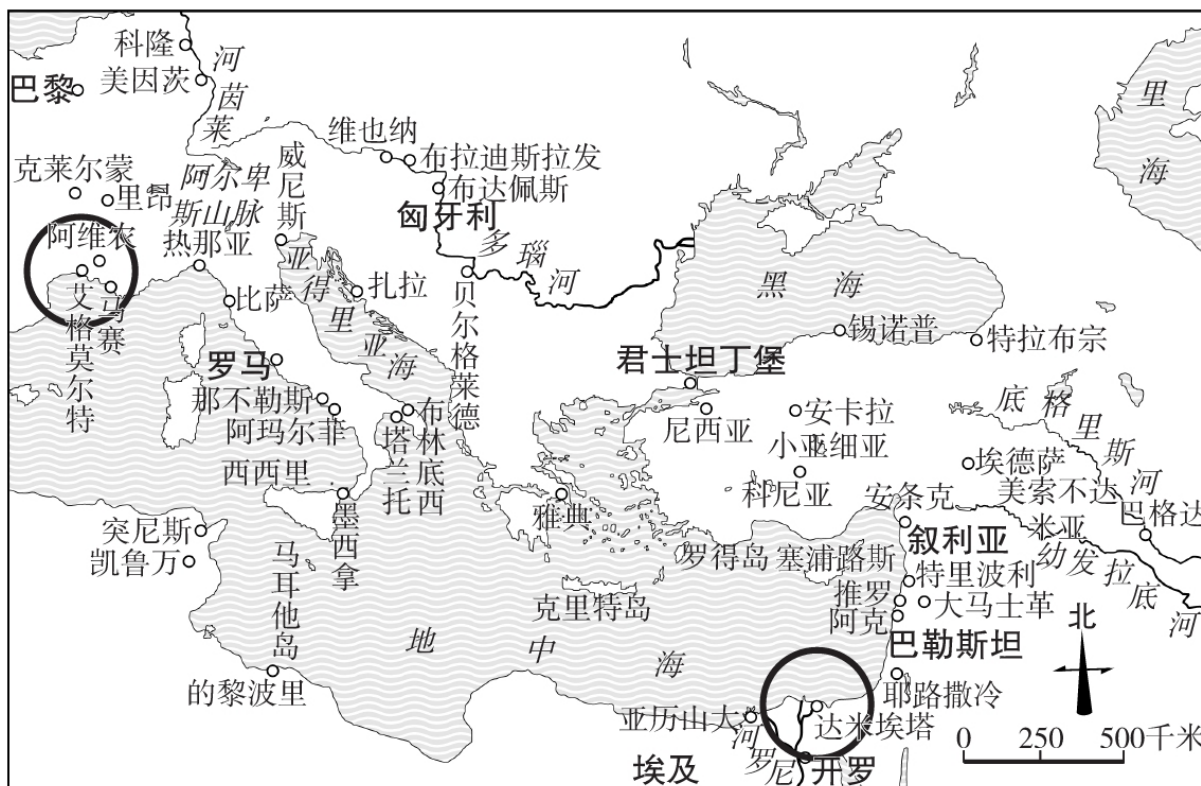 科隆
美因茨
巴黎
莱茵河
克莱尔蒙
里昂
阿尔卑
斯山脉
威尼斯
维也纳
布拉迪斯拉发
布达佩斯
匈牙利
多瑙河
里海
阿维农
艾格莫尔特
马赛
热那亚
比萨
亚得里亚海
扎拉
贝尔格莱德
黑海
锡诺普
特拉布宗
罗马
那不勒斯
阿玛尔菲
布林底西
塔兰托
君士坦丁堡
尼西亚
安卡拉
小亚细亚
科尼亚
底格里斯河
埃德萨
美索不达
米亚
巴格达
幼发拉底河
西西里
墨西拿
雅典
安条克
叙利亚
突尼斯
凯鲁万
马耳他岛
罗得岛
塞浦路斯
克里特岛
特里波利
推罗
大马士革
阿克
巴勒斯坦
耶路撒冷
地中海
的黎波里
亚历山大
达米埃塔
尼罗河
埃及
开罗
北
0 250 500千米